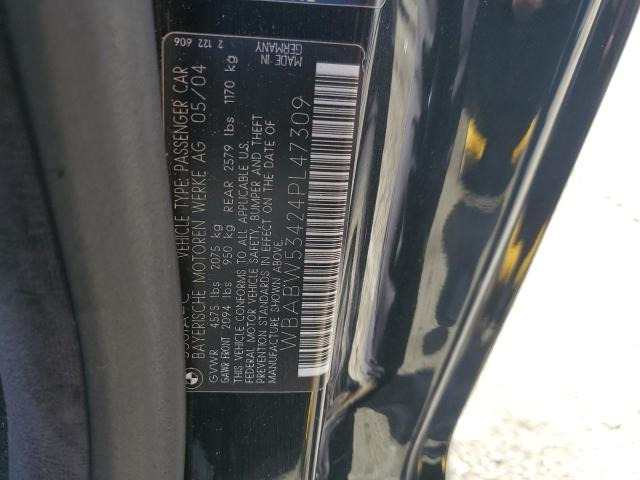 VEHICLE TYPE: PASSENGER CAR 2 122 606
BAYERISCHE MOTOREN WERKE AG 05/04
GVWR 4575 lbs 2075 kg
GAWR FRONT 2094 lbs 950 kg REAR 2579 lbs 1170 kg
THIS VEHICLE CONFORMS TO ALL APPLICABLE U.S.
FEDERAL MOTOR VEHICLE SAFETY, BUMPER AND THEFT
PREVENTION STANDARDS IN EFFECT ON THE DATE OF
MANUFACTURE SHOWN ABOVE.
MADE IN
GERMANY
WBABW53424PL47309